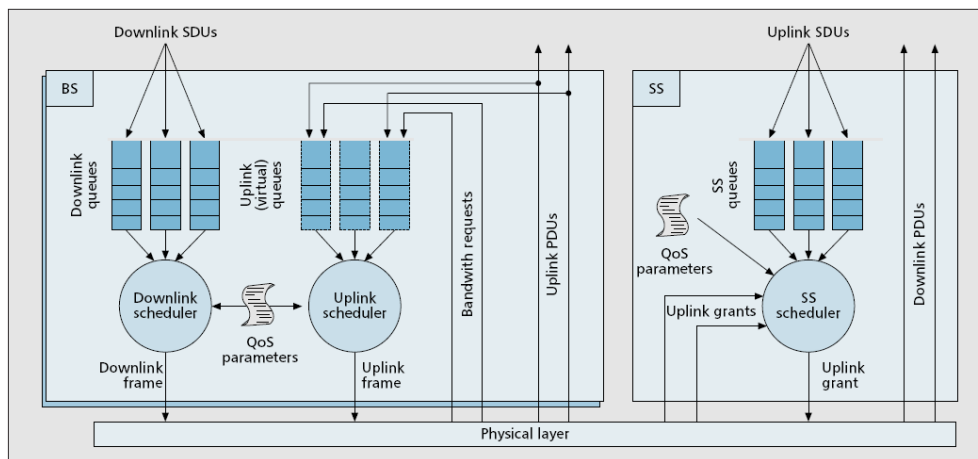 Downlink SDUs
Uplink SDUs
BS
SS
Downlink
queues
Uplink
(virtual)
queues
Bandwith requests
Uplink PDUs
SS
queues
Downlink PDUs
QoS
parameters
Downlink
scheduler
Uplink
scheduler
QoS
parameters
Uplink grants
SS
scheduler
Downlink
frame
Uplink
frame
Uplink
grant
Physical layer